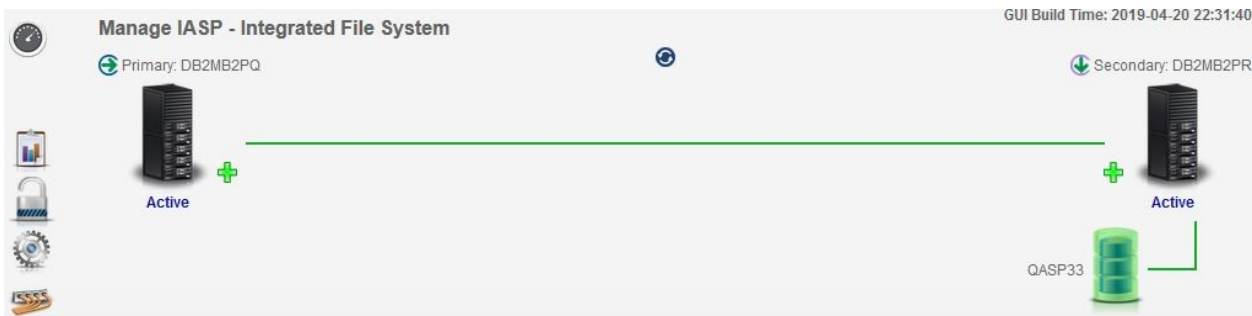 GUI Build Time: 2019-04-20 22:31:40
Manage IASP - Integrated File System
Primary: DB2MB2PQ
Secondary: DB2MB2PR
Active
Active
QASP33